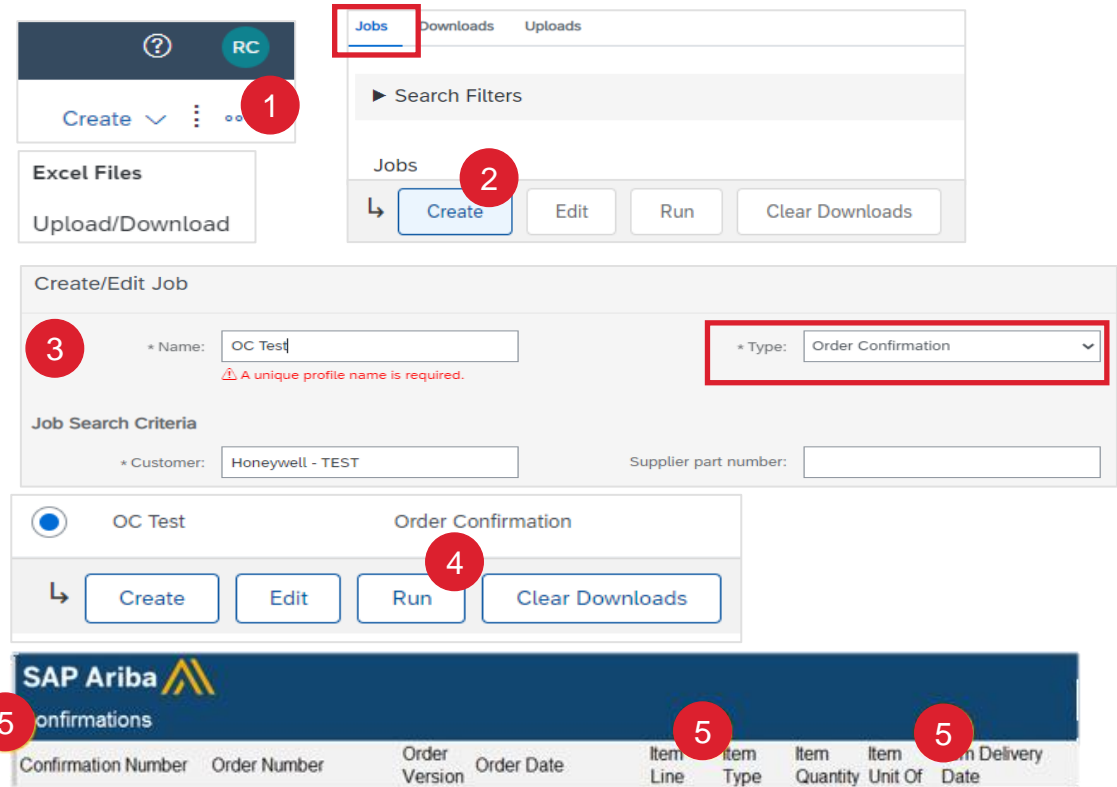 RC
1
Create
Excel Files
Upload/Download
Jobs Downloads Uploads
Search Filters
Jobs
2
Create Edit Run Clear Downloads
Create/Edit Job
3
* Name: OC Test
* Type: Order Confirmation
A unique profile name is required.
Job Search Criteria
* Customer: Honeywell - TEST
Supplier part number:
OC Test Order Confirmation
4
Create Edit Run Clear Downloads
SAP Ariba
5 onfirmations
5
5
Confirmation Number Order Number Order Version Order Date Item Line Item Type Item Quantity Item Unit Of Delivery Date